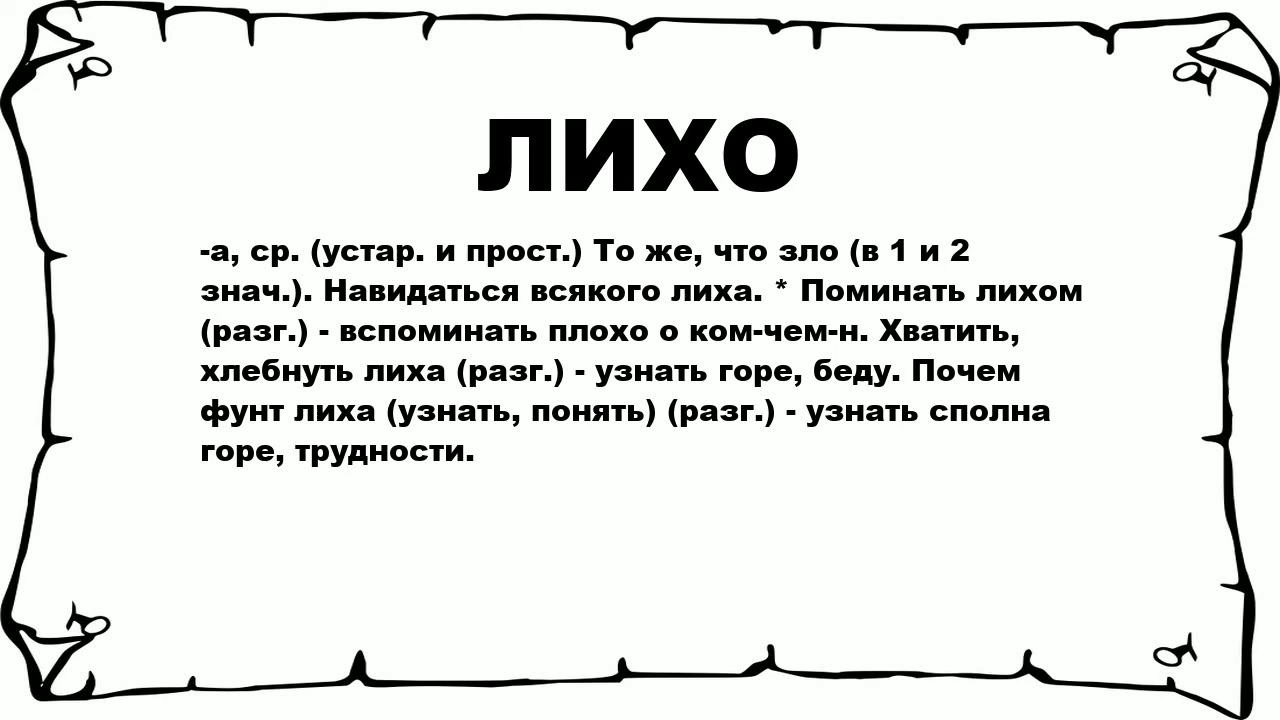 ЛИХО
-а, ср. (устар. и прост.) То же, что зло (в 1 и 2
знач.). Навидаться всякого лиха. * Поминать лихом
(разг.) - вспоминать плохо о ком-чем-н. Хватить,
хлебнуть лиха (разг.) - узнать горе, беду. Почем
фунт лиха (узнать, понять) (разг.) - узнать сполна
горе, трудности.